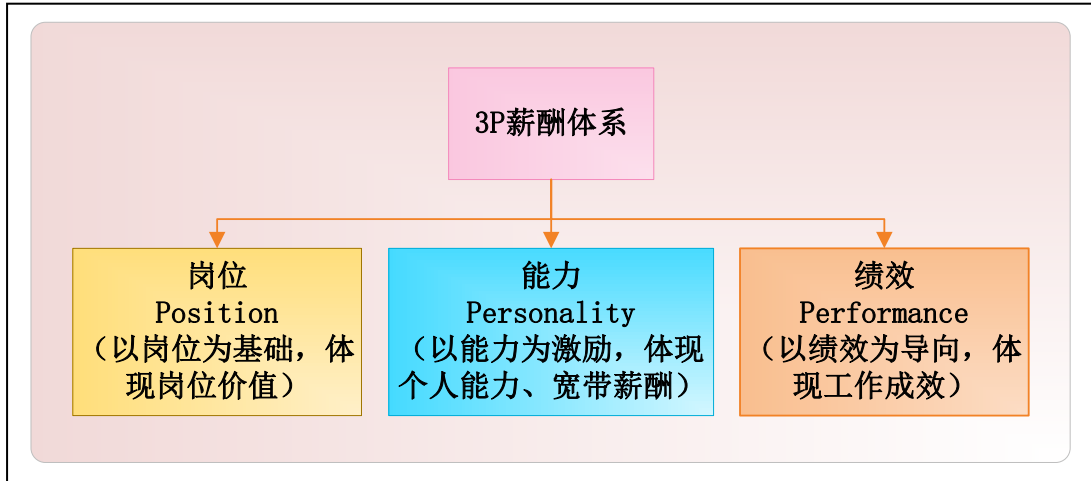 3P薪酬体系
岗位
Position
（以岗位为基础，体
现岗位价值）
能力
Personality
（以能力为激励，体现
个人能力、宽带薪酬）
绩效
Performance
（以绩效为导向，体
现工作成效）